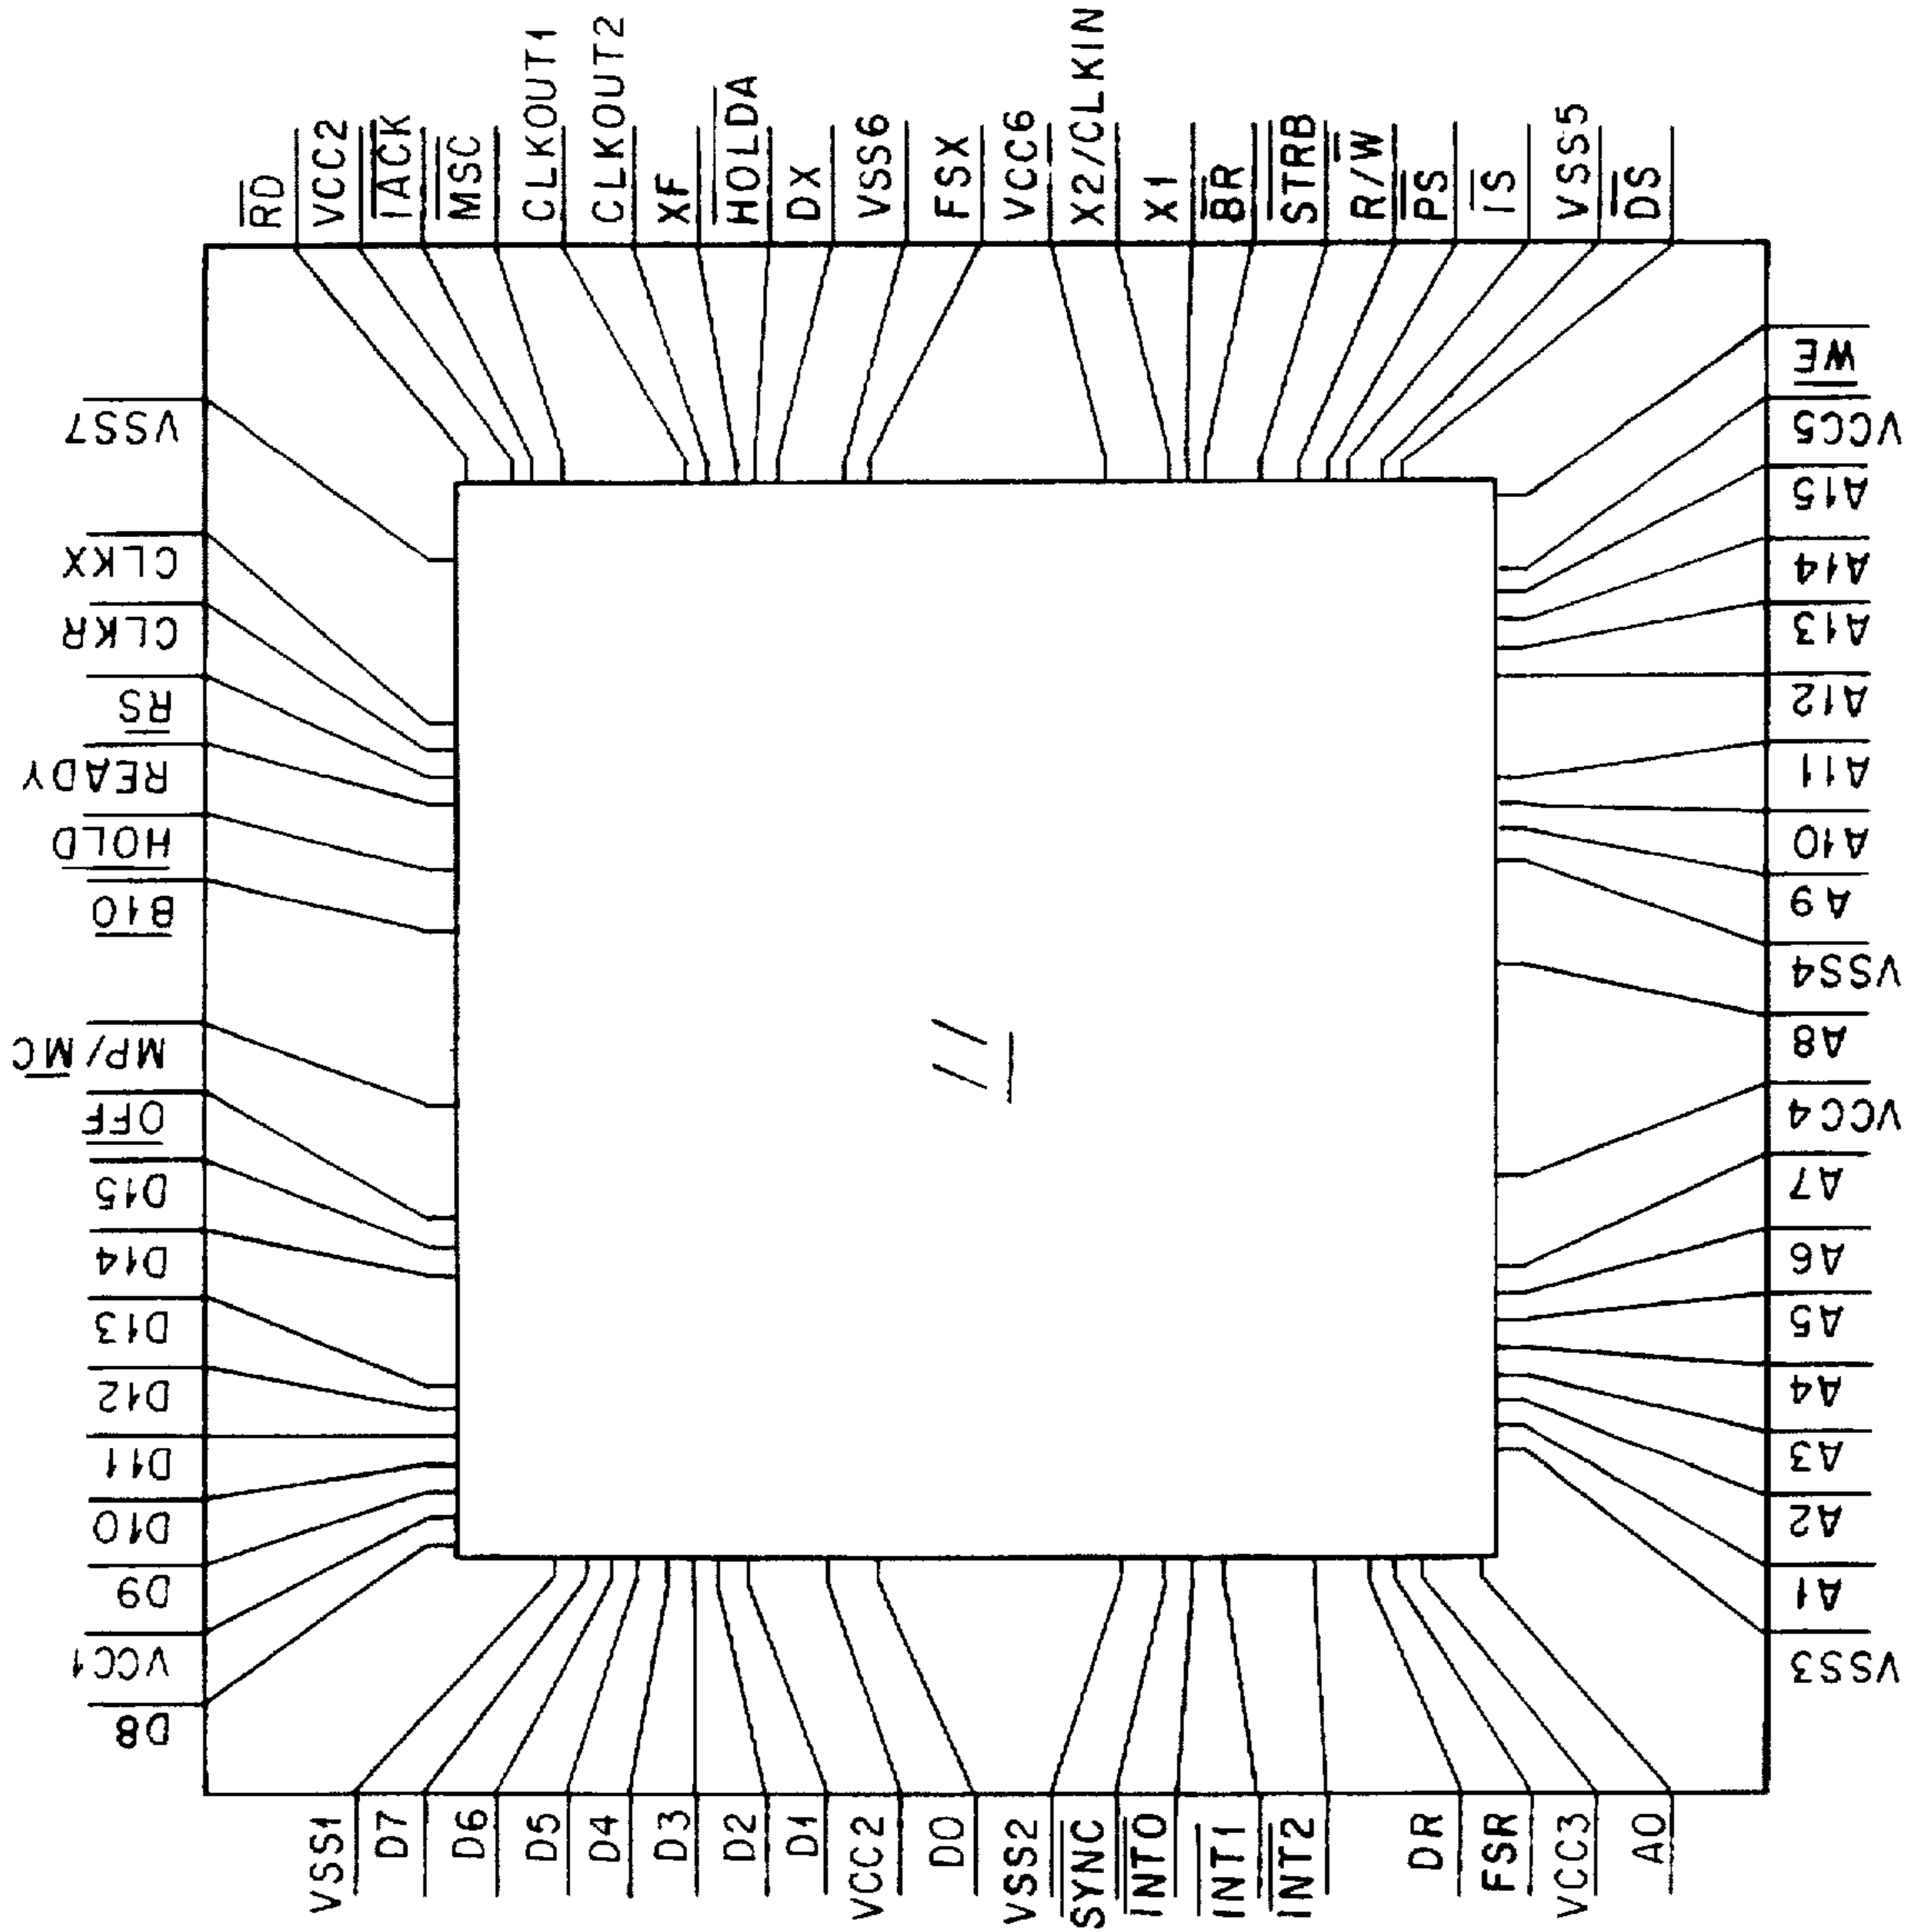 RD
VCC2
IACK
MSC
CLKOUT1
CLKOUT2
XF
HOLDA
DX
VSS6
FSX
VCC6
X2/CLKIN
X1
BR
STRB
R/W
PS
IS
VSS5
DS
WE
VCC5
A15
A14
A13
A12
A11
A10
A9
VSS4
A8
VCC4
A7
A6
A5
A4
A3
A2
A1
VSS3
VSS7
CLKX
CLKR
RS
READY
HOLD
B10
MP/MC
OFF
D15
D14
D13
D12
D11
D10
D9
VCC1
D8
VSS1
D7
D6
D5
D4
D3
D2
D1
VCC2
D0
VSS2
SYNC
INT0
INT1
INT2
DR
FSR
VCC3
A0